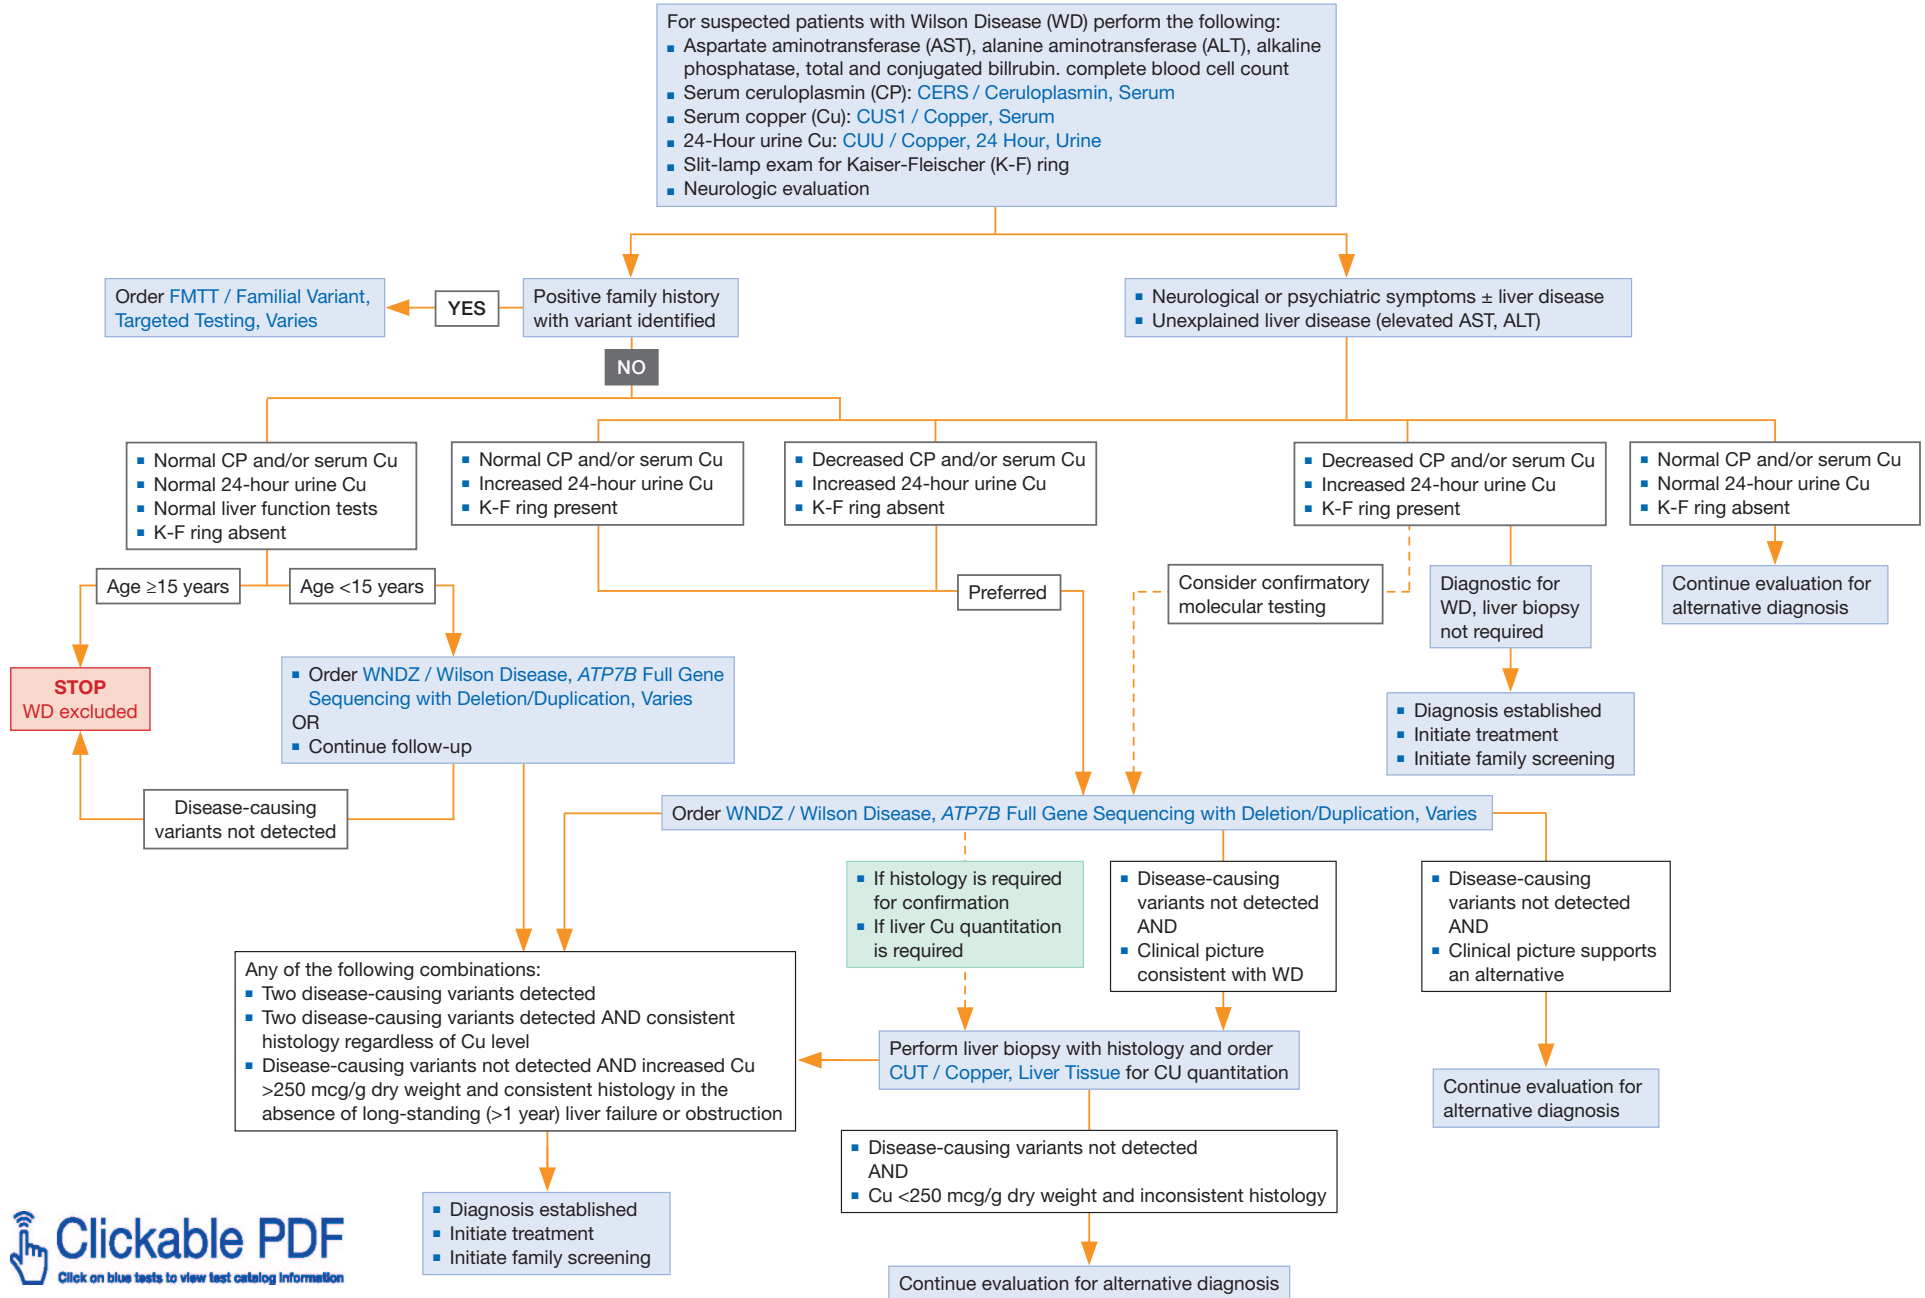 For suspected patients with Wilson Disease (WD) perform the following:
▪ Aspartate aminotransferase (AST), alanine aminotransferase (ALT), alkaline
phosphatase, total and conjugated billrubin. complete blood cell count
▪ Serum ceruloplasmin (CP): CERS / Ceruloplasmin, Serum
▪ Serum copper (Cu): CUS1 / Copper, Serum
▪ 24-Hour urine Cu: CUU / Copper, 24 Hour, Urine
▪ Slit-lamp exam for Kaiser-Fleischer (K-F) ring
▪ Neurologic evaluation
Order FMTT / Familial Variant,
Targeted Testing, Varies
YES
Positive family history
with variant identified
▪ Neurological or psychiatric symptoms ± liver disease
▪ Unexplained liver disease (elevated AST, ALT)
NO
▪ Normal CP and/or serum Cu
▪ Normal 24-hour urine Cu
▪ Normal liver function tests
▪ K-F ring absent
▪ Normal CP and/or serum Cu
▪ Increased 24-hour urine Cu
▪ K-F ring present
▪ Decreased CP and/or serum Cu
▪ Increased 24-hour urine Cu
▪ K-F ring absent
▪ Decreased CP and/or serum Cu
▪ Increased 24-hour urine Cu
▪ K-F ring present
▪ Normal CP and/or serum Cu
▪ Normal 24-hour urine Cu
▪ K-F ring absent
Age ≥15 years
Age <15 years
Preferred
Consider confirmatory
molecular testing
Diagnostic for
WD, liver biopsy
not required
Continue evaluation for
alternative diagnosis
STOP
WD excluded
▪ Order WNDZ / Wilson Disease, ATP7B Full Gene
Sequencing with Deletion/Duplication, Varies
OR
▪ Continue follow-up
▪ Diagnosis established
▪ Initiate treatment
▪ Initiate family screening
Disease-causing
variants not detected
Order WNDZ / Wilson Disease, ATP7B Full Gene Sequencing with Deletion/Duplication, Varies
▪ If histology is required
for confirmation
▪ If liver Cu quantitation
is required
▪ Disease-causing
variants not detected
AND
▪ Clinical picture
consistent with WD
▪ Disease-causing
variants not detected
AND
▪ Clinical picture supports
an alternative
Any of the following combinations:
▪ Two disease-causing variants detected
▪ Two disease-causing variants detected AND consistent
histology regardless of Cu level
▪ Disease-causing variants not detected AND increased Cu
>250 mcg/g dry weight and consistent histology in the
absence of long-standing (>1 year) liver failure or obstruction
Perform liver biopsy with histology and order
CUT / Copper, Liver Tissue for CU quantitation
Continue evaluation for
alternative diagnosis
▪ Disease-causing variants not detected
AND
▪ Cu <250 mcg/g dry weight and inconsistent histology
▪ Diagnosis established
▪ Initiate treatment
▪ Initiate family screening
Continue evaluation for alternative diagnosis
Clickable PDF
Click on blue tests to view test catalog information